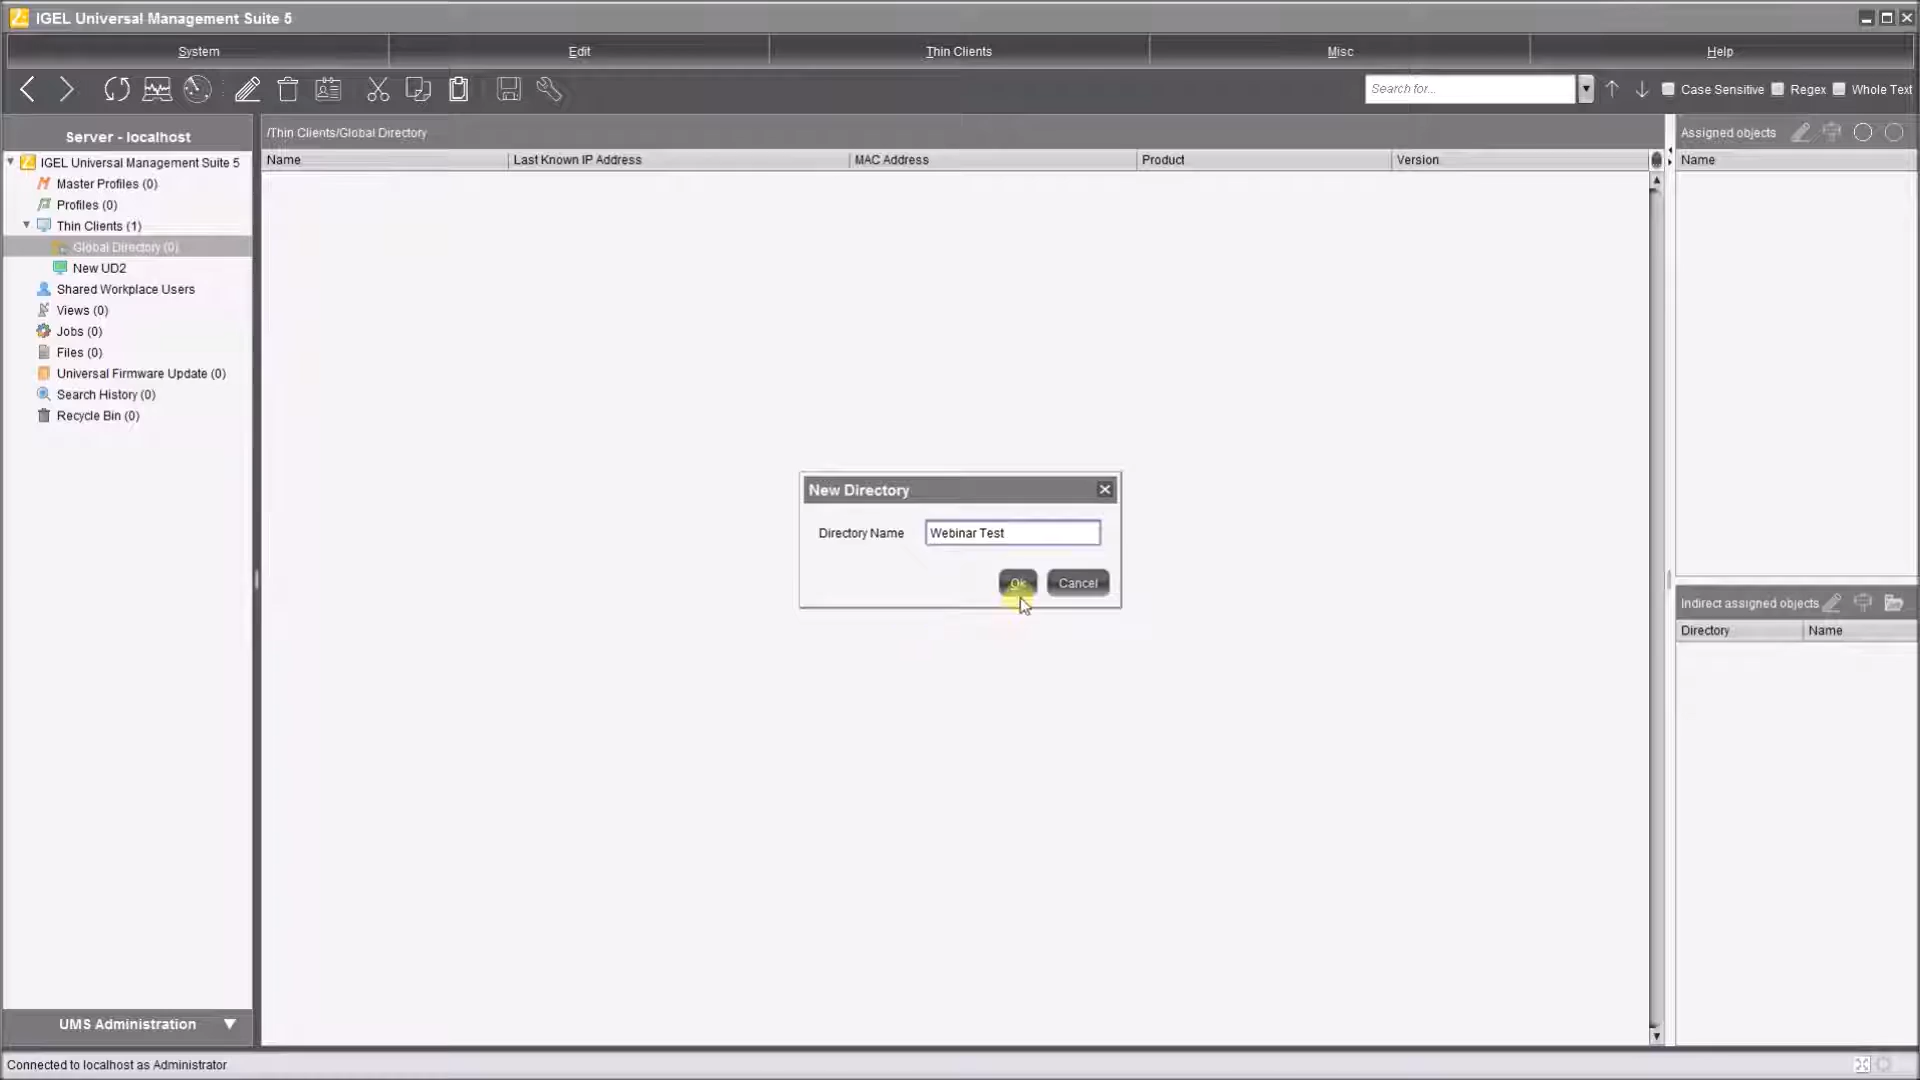 IGEL Universal Management Suite 5
System Edit Thin Clients Misc Help
Search for... Case Sensitive Regex Whole Text
Server - localhost
IGEL Universal Management Suite 5
Master Profiles (0)
Profiles (0)
Thin Clients (1)
Global Directory (0)
New UD2
Shared Workplace Users
Views (0)
Jobs (0)
Files (0)
Universal Firmware Update (0)
Search History (0)
Recycle Bin (0)
UMS Administration
/Thin Clients/Global Directory
Name Last Known IP Address MAC Address Product Version
New Directory
Directory Name Webinar Test
Ok Cancel
Assigned objects
Name
Indirect assigned objects
Directory Name
Connected to localhost as Administrator